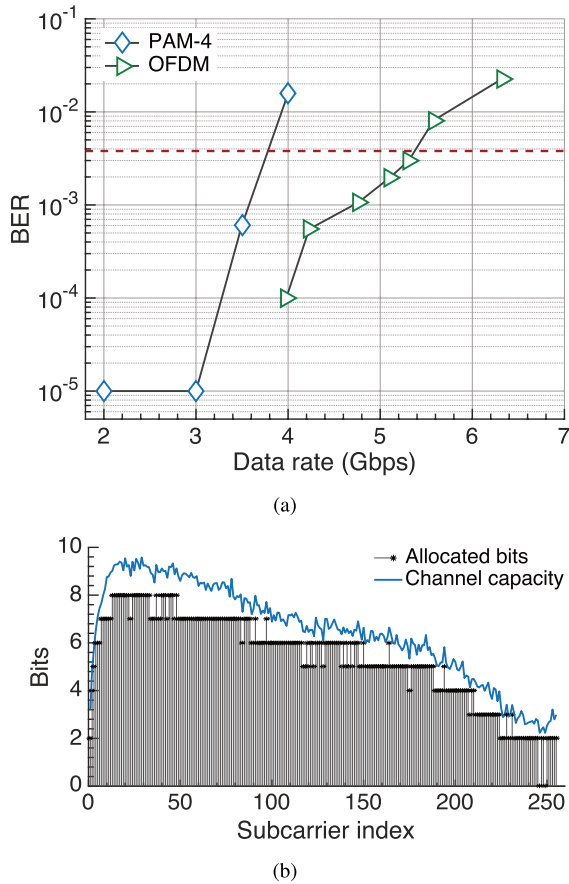 10^-1
PAM-4
OFDM
10^-2
10^-3
10^-4
10^-5
BER
2 3 4 5 6 7
Data rate (Gbps)
(a)
10
8
6
4
2
0
Bits
Allocated bits
Channel capacity
0 50 100 150 200 250
Subcarrier index
(b)